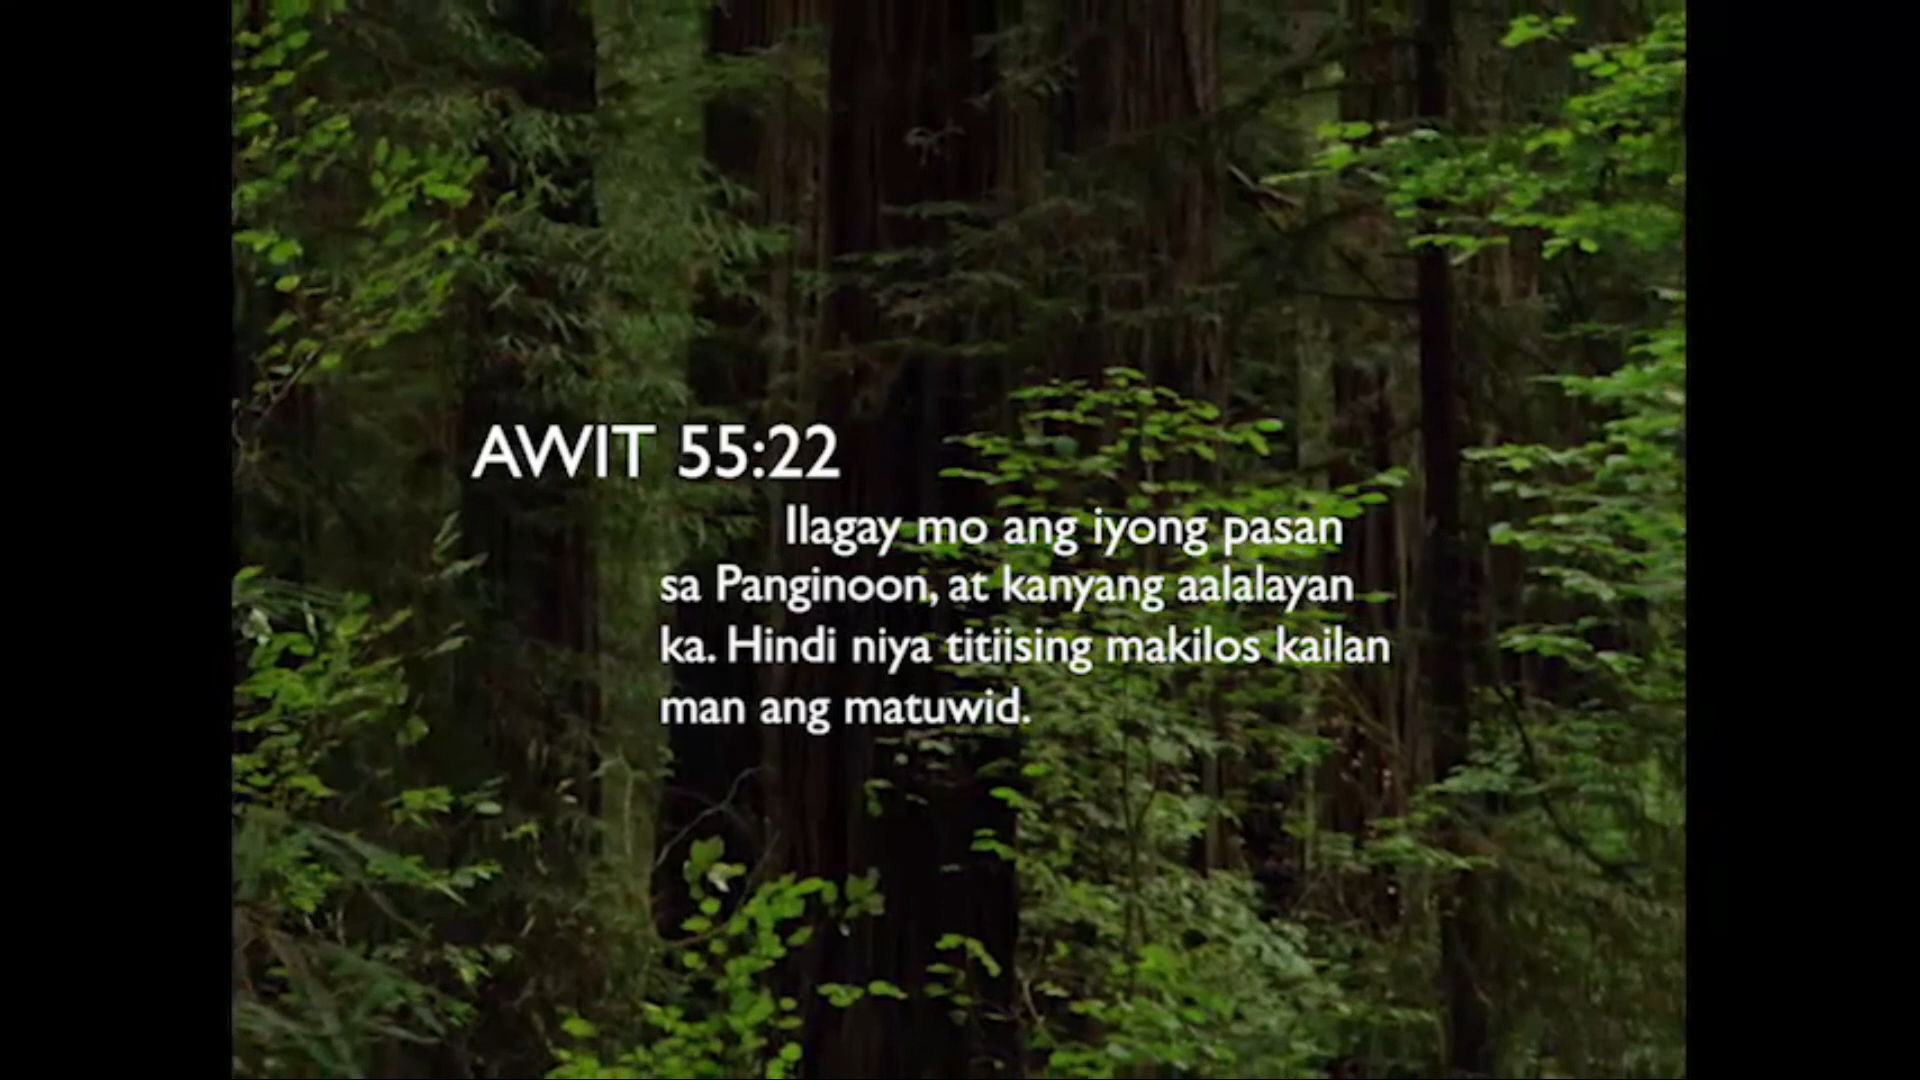 AWIT 55:22
Ilagay mo ang iyong pasan
sa Panginoon, at kanyang aalalayan
ka. Hindi niya titiising makilos kailan
man ang matuwid.